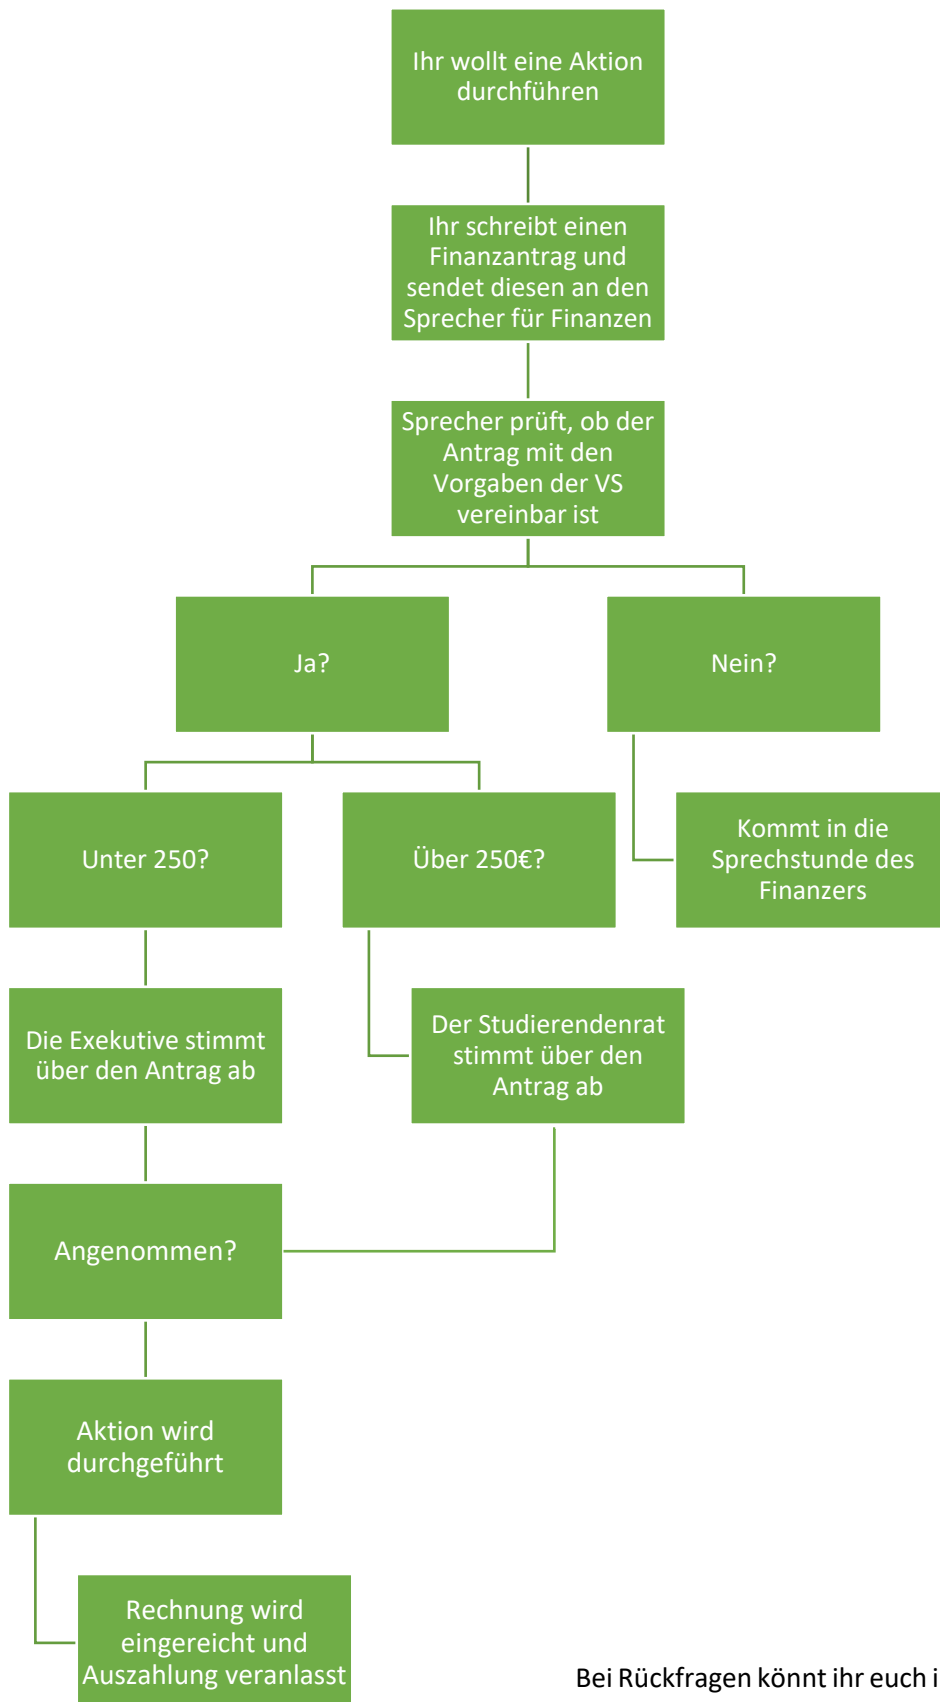 Ihr wollt eine Aktion
durchführen
Ihr schreibt einen
Finanzantrag und
sendet diesen an den
Sprecher für Finanzen
Sprecher prüft, ob der
Antrag mit den
Vorgaben der VS
vereinbar ist
Ja?
Nein?
Unter 250?
Über 250€?
Kommt in die
Sprechstunde des
Finanzers
Die Exekutive stimmt
über den Antrag ab
Der Studierendenrat
stimmt über den
Antrag ab
Angenommen?
Aktion wird
durchgeführt
Rechnung wird
eingereicht und
Auszahlung veranlasst
Bei Rückfragen könnt ihr euch i